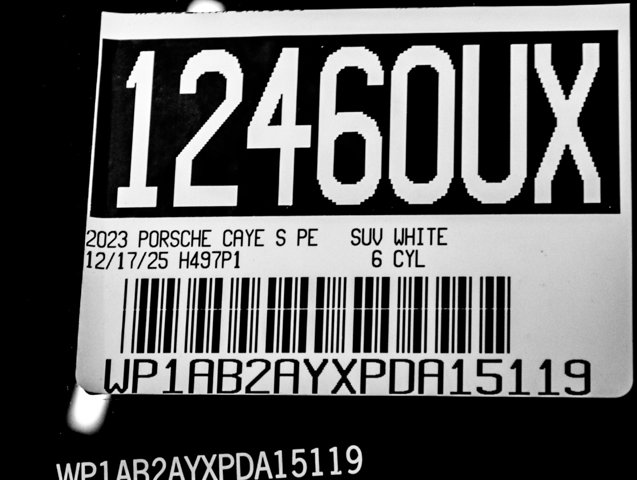 12460UX
2023 PORSCHE CAYE S PE SUV WHITE
12/17/25 H497P1 6 CYL
WP1AB2AYXPDA15119
WP1AB2AYXPDA15119